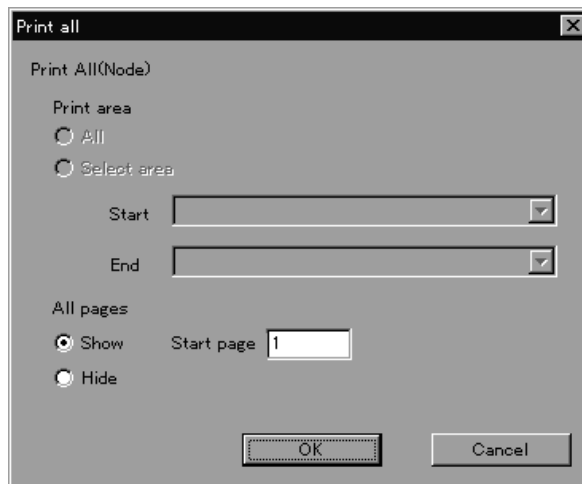 Print all
Print All(Node)
Print area
All
Select area
Start
End
All pages
Show Start page 1
Hide
OK Cancel